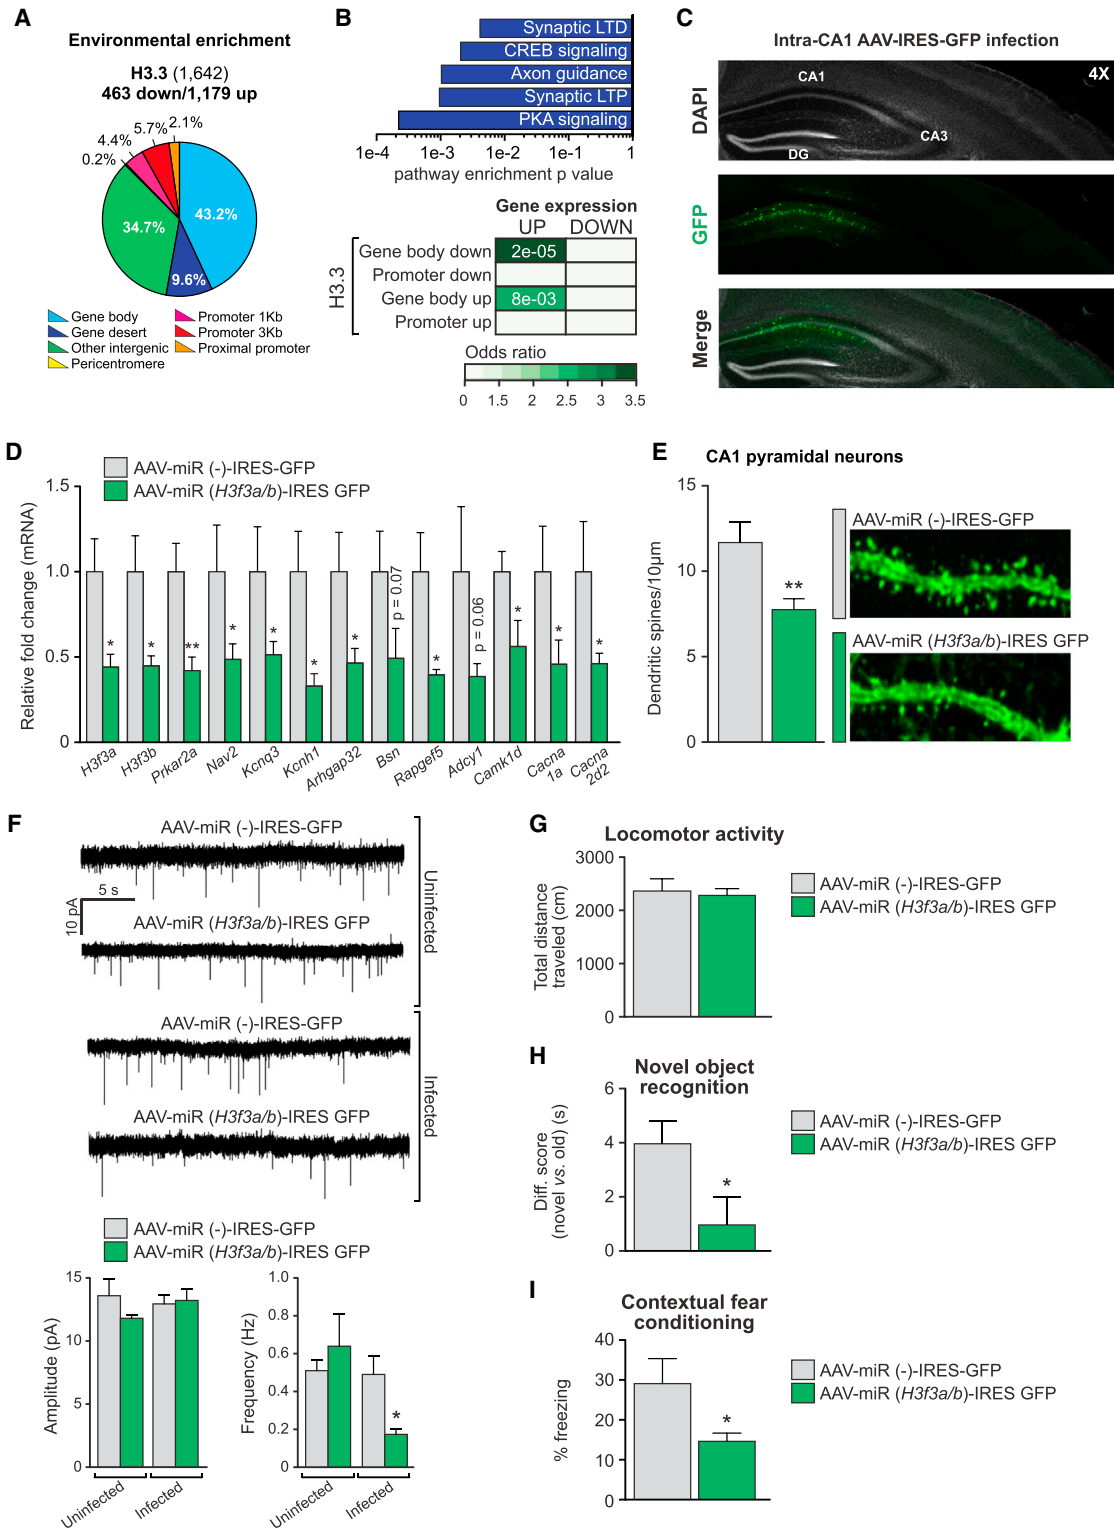 A
Environmental enrichment
H3.3 (1,642)
463 down/1,179 up
0.2%
4.4%
5.7%
2.1%
43.2%
34.7%
9.6%
Gene body
Gene desert
Other intergenic
Pericentromere
Promoter 1Kb
Promoter 3Kb
Proximal promoter
B
Synaptic LTD
CREB signaling
Axon guidance
Synaptic LTP
PKA signaling
1e-4
1e-3
1e-2
1e-1
1
pathway enrichment p value
Gene expression
UP DOWN
H3.3
Gene body down 2e-05
Promoter down
Gene body up 8e-03
Promoter up
Odds ratio
0 1.5 2 2.5 3 3.5
C
Intra-CA1 AAV-IRES-GFP infection
DAPI
CA1
4X
CA3
DG
GFP
Merge
D
AAV-miR (-)-IRES-GFP
AAV-miR (H3f3a/b)-IRES GFP
Relative fold change (mRNA)
1.5
1.0
0.5
0
* * ** * * * * p = 0.07 * p = 0.06 * * *
H3f3a
H3f3b
Prkar2a
Nav2
Kcnq3
Kcnh1
Arhgap32
Bsn
Rapgef5
Adcy1
Camk1d
Cacna
1a
Cacna
2d2
E
CA1 pyramidal neurons
Dendritic spines/10μm
15
10
5
0
**
AAV-miR (-)-IRES-GFP
AAV-miR (H3f3a/b)-IRES GFP
F
AAV-miR (-)-IRES-GFP
5 s
10 pA
AAV-miR (H3f3a/b)-IRES GFP
Uninfected
AAV-miR (-)-IRES-GFP
AAV-miR (H3f3a/b)-IRES GFP
Infected
AAV-miR (-)-IRES-GFP
AAV-miR (H3f3a/b)-IRES GFP
Amplitude (pA)
15
10
5
0
Uninfected
Infected
Frequency (Hz)
1.0
0.8
0.6
0.4
0.2
0
*
Uninfected
Infected
G
Locomotor activity
Total distance
traveled (cm)
3000
2000
1000
0
AAV-miR (-)-IRES-GFP
AAV-miR (H3f3a/b)-IRES GFP
H
Novel object
recognition
Diff. score
(novel vs. old) (s)
6
4
2
0
*
AAV-miR (-)-IRES-GFP
AAV-miR (H3f3a/b)-IRES GFP
I
Contextual fear
conditioning
% freezing
40
30
20
10
0
*
AAV-miR (-)-IRES-GFP
AAV-miR (H3f3a/b)-IRES GFP